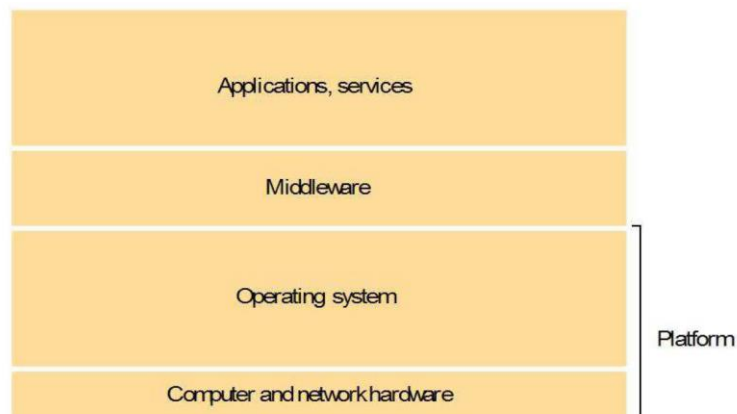 Applications, services
Middleware
Operating system
Platform
Computer and network hardware